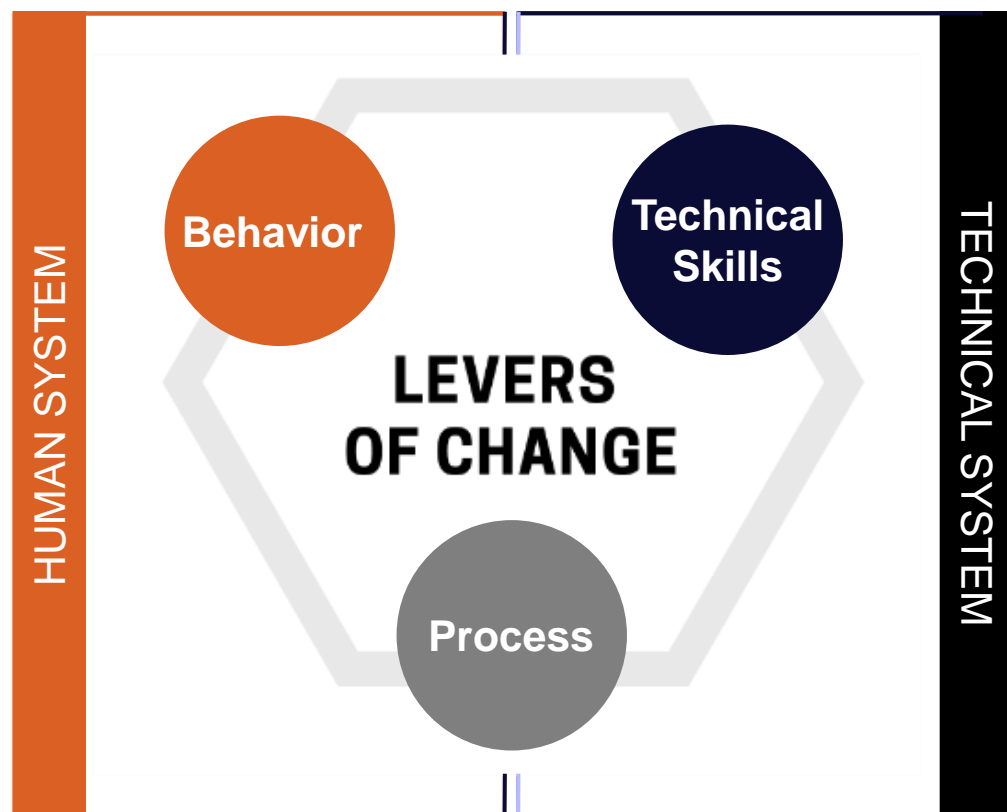 HUMAN SYSTEM
Behavior
Technical
Skills
LEVERS
OF CHANGE
Process
TECHNICAL SYSTEM